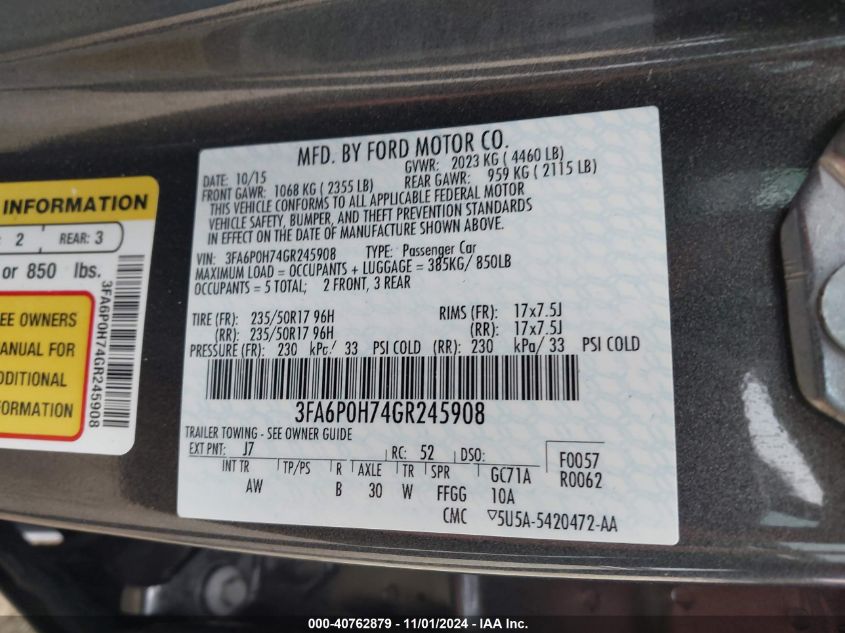 INFORMATION
2 REAR: 3
or 850 lbs.
OWNERS
MANUAL FOR
3FA6P0H74GR245908
MFD. BY FORD MOTOR CO.
DATE: 10/15 GVWR: 2023 KG ( 4460 LB)
FRONT GAWR: 1068 KG ( 2355 LB) REAR GAWR: 959 KG ( 2115 LB)
THIS VEHICLE CONFORMS TO ALL APPLICABLE FEDERAL MOTOR
VEHICLE SAFETY, BUMPER, AND THEFT PREVENTION STANDARDS
IN EFFECT ON THE DATE OF MANUFACTURE SHOWN ABOVE.
VIN: 3FA6P0H74GR245908 TYPE: Passenger Car
MAXIMUM LOAD = OCCUPANTS + LUGGAGE = 385KG/ 850LB
OCCUPANTS = 5 TOTAL; 2 FRONT, 3 REAR
TIRE (FR): 235/50R17 96H RIMS (FR): 17x7.5J
(RR): 235/50R17 96H (RR): 17x7.5J
PRESSURE (FR): 230 kPa/ 33 PSI COLD (RR): 230 kPa/ 33 PSI COLD
3FA6P0H74GR245908
TRAILER TOWING - SEE OWNER GUIDE
EXT PNT: J7 RC: 52 DSO: F0057
INT TR TP/PS R AXLE TR SPR GC71A R0062
AW B 30 W FFGG 10A
CMC ▽5U5A-5420472-AA
000-40762879 - 11/01/2024 - IAA Inc.